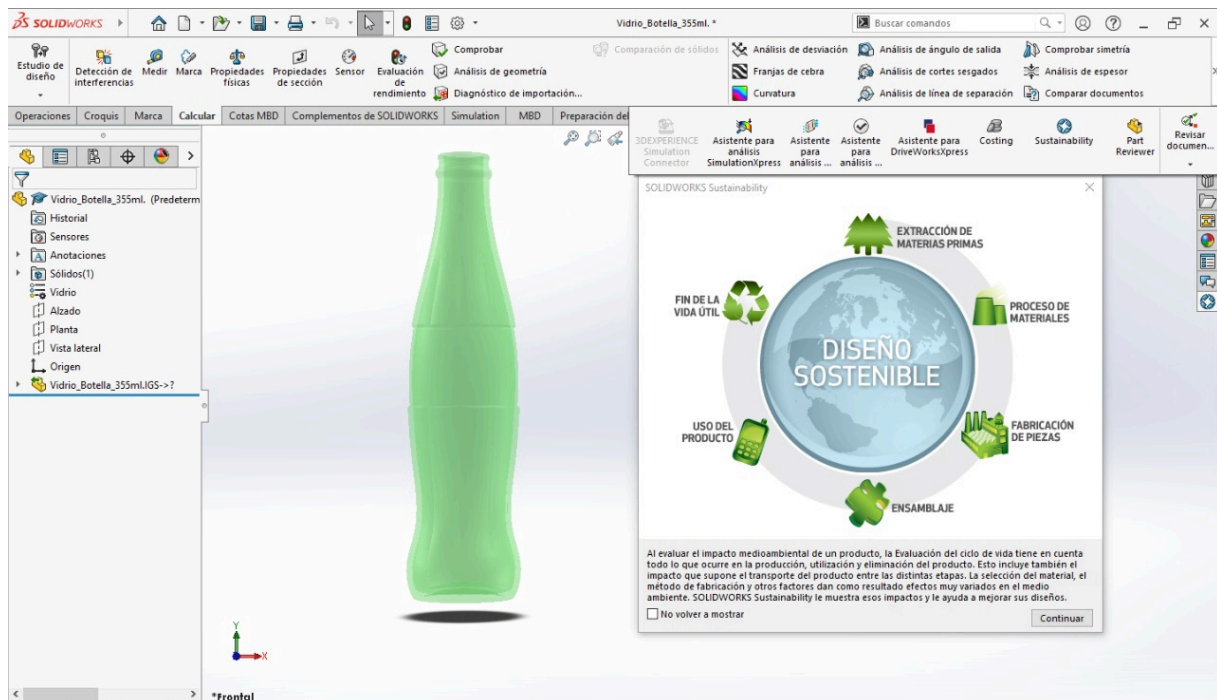 SOLIDWORKS
Vidrio_Botella_355ml. *
Buscar comandos
Estudio de diseño
Detección de interferencias
Medir
Marca
Propiedades físicas
Propiedades de sección
Sensor
Evaluación de rendimiento
Comprobar
Análisis de geometría
Diagnóstico de importación...
Comparación de sólidos
Análisis de desviación
Franjas de cebra
Curvatura
Análisis de ángulo de salida
Análisis de cortes sesgados
Análisis de línea de separación
Comprobar simetría
Análisis de espesor
Comparar documentos
Operaciones
Croquis
Marca
Calcular
Cotas MBD
Complementos de SOLIDWORKS
Simulation
MBD
Preparación del
3DEXPERIENCE Simulation Connector
Asistente para análisis SimulationXpress
Asistente para análisis ...
Asistente para análisis ...
Asistente para DriveWorksXpress
Costing
Sustainability
Part Reviewer
Revisar documen...
Vidrio_Botella_355ml. (Predeterm
Historial
Sensores
Anotaciones
Sólidos(1)
Vidrio
Alzado
Planta
Vista lateral
Origen
Vidrio_Botella_355ml.IGS->?
Y
X
*Frontal
SOLIDWORKS Sustainability
EXTRACCIÓN DE
MATERIAS PRIMAS
FIN DE LA
VIDA ÚTIL
PROCESO DE
MATERIALES
DISEÑO
SOSTENIBLE
USO DEL
PRODUCTO
FABRICACIÓN
DE PIEZAS
ENSAMBLAJE
Al evaluar el impacto medioambiental de un producto, la Evaluación del ciclo de vida tiene en cuenta
todo lo que ocurre en la producción, utilización y eliminación del producto. Esto incluye también el
impacto que supone el transporte del producto entre las distintas etapas. La selección del material, el
método de fabricación y otros factores dan como resultado efectos muy variados en el medio
ambiente. SOLIDWORKS Sustainability le muestra esos impactos y le ayuda a mejorar sus diseños.
No volver a mostrar
Continuar